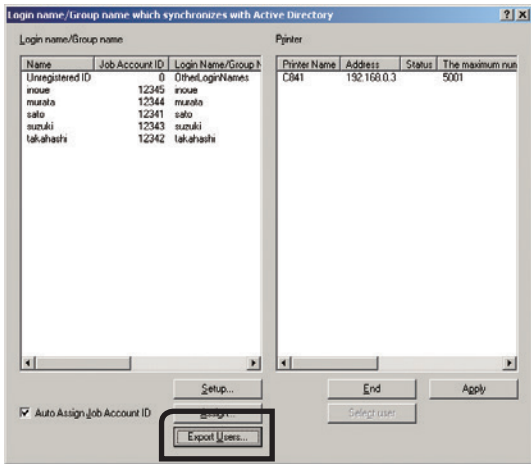 Login name/Group name which synchronizes with Active Directory
Login name/Group name
Name Job Account ID Login Name/Group N
Unregistered ID 0 OtherLoginNames
inoue 12345 inoue
murata 12344 murata
sato 12341 sato
suzuki 12343 suzuki
takahashi 12342 takahashi
Printer
Printer Name Address Status The maximum num
C841 192.168.0.3 5001
Setup... End Apply
Auto Assign Job Account ID Assign... Select user
Export Users...